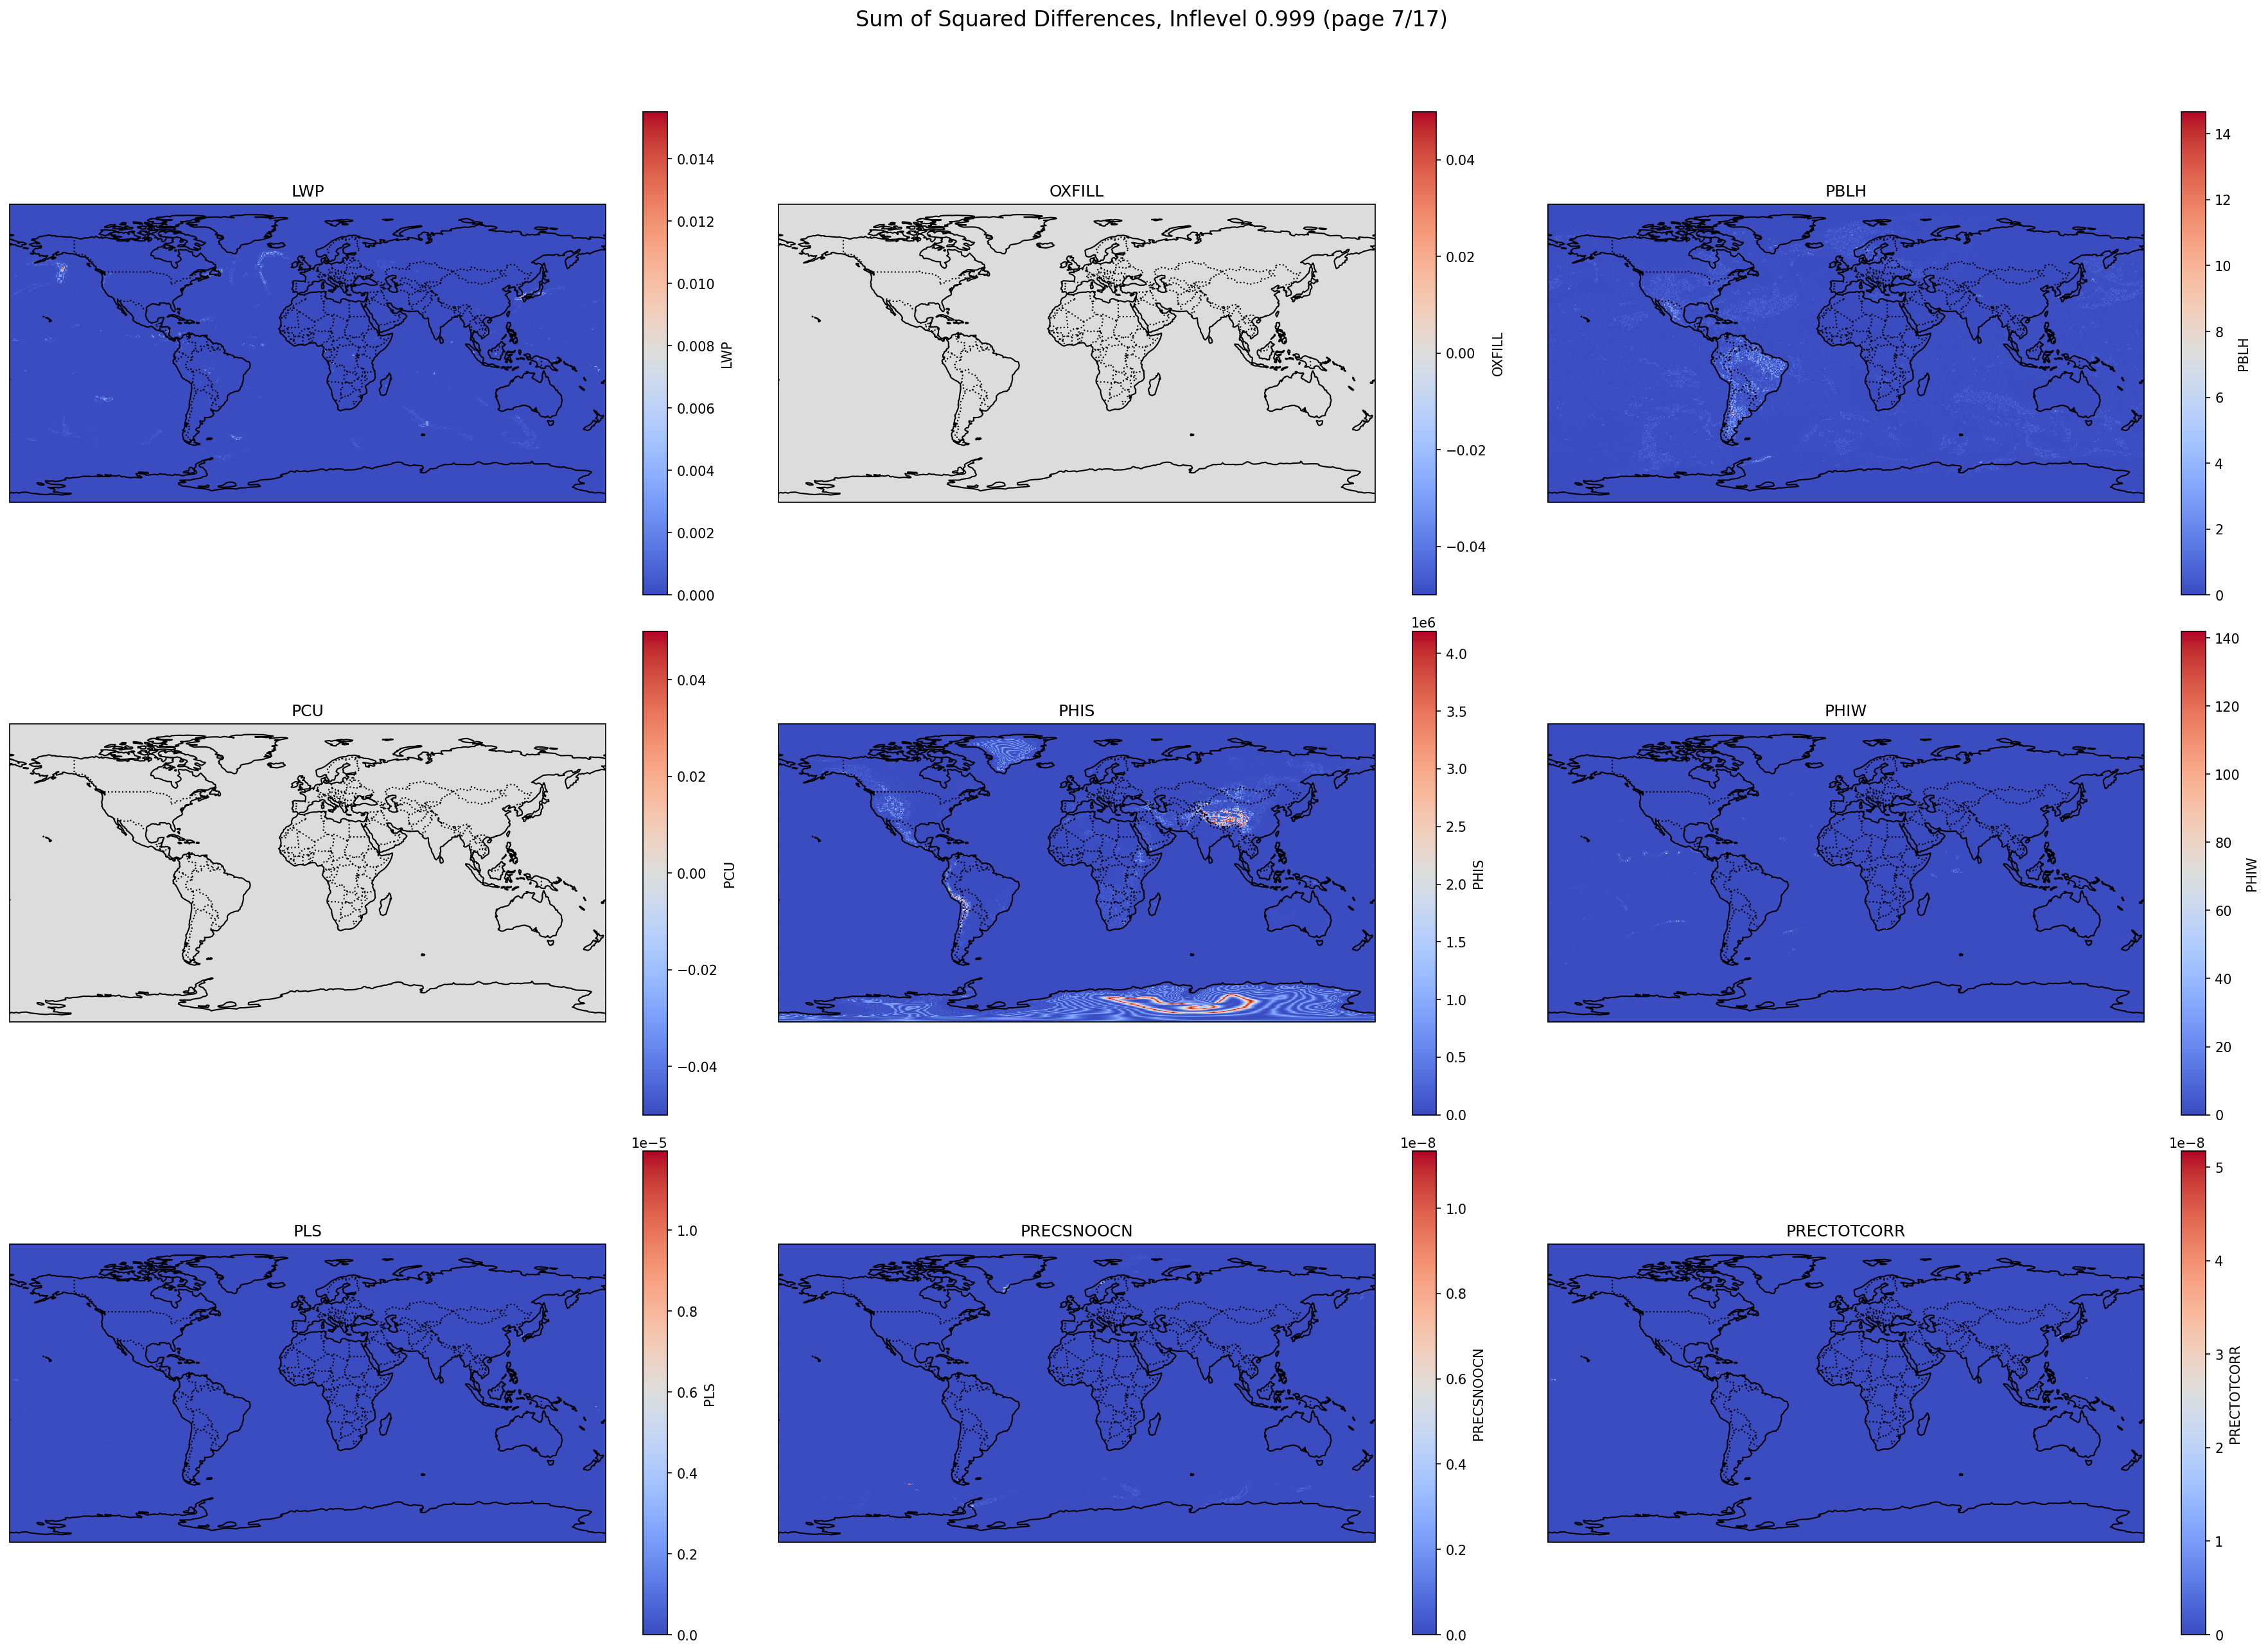 Sum of Squared Differences, Inflevel 0.999 (page 7/17)
LWP
0.014
0.012
0.010
0.008
0.006
0.004
0.002
0.000
LWP
OXFILL
0.04
0.02
0.00
−0.02
−0.04
OXFILL
PBLH
14
12
10
8
6
4
2
0
PBLH
PCU
0.04
0.02
0.00
−0.02
−0.04
PCU
PHIS
1e6
4.0
3.5
3.0
2.5
2.0
1.5
1.0
0.5
0.0
PHIS
PHIW
140
120
100
80
60
40
20
0
PHIW
PLS
1e−5
1.0
0.8
0.6
0.4
0.2
0.0
PLS
PRECSNOOCN
1e−8
1.0
0.8
0.6
0.4
0.2
0.0
PRECSNOOCN
PRECTOTCORR
1e−8
5
4
3
2
1
0
PRECTOTCORR